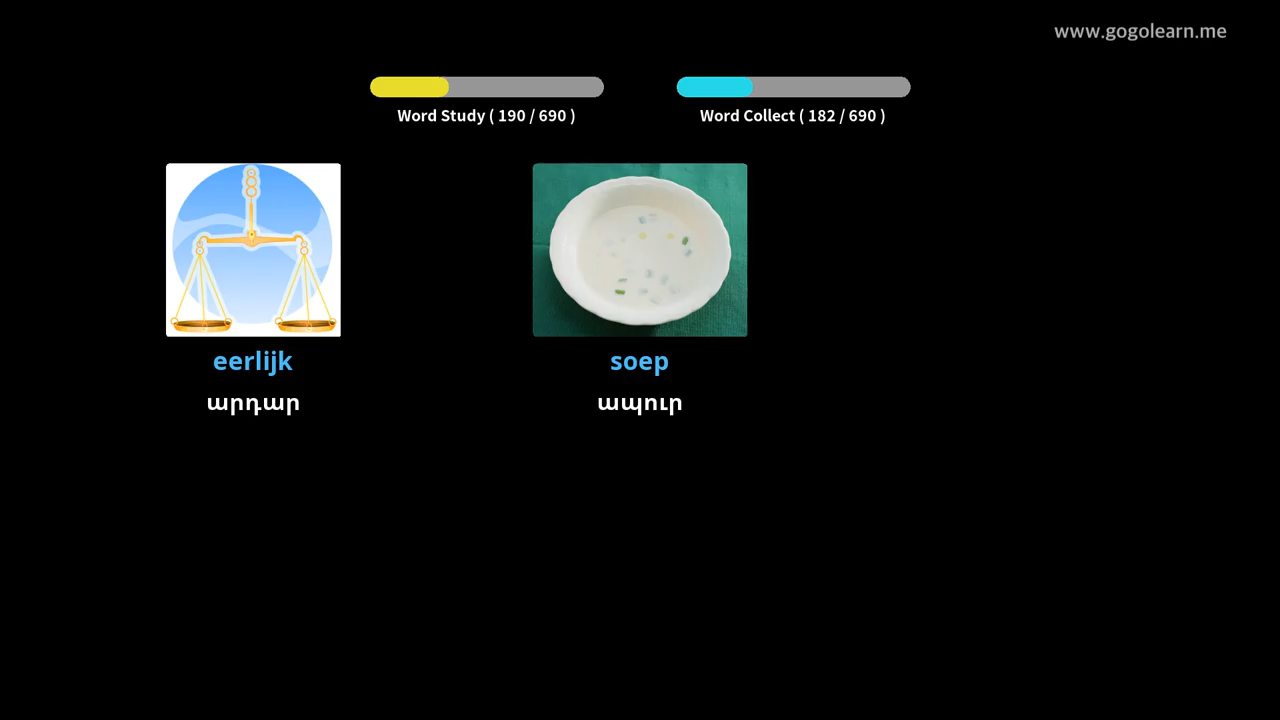 www.gogolearn.me
Word Study ( 190 / 690 )
Word Collect ( 182 / 690 )
eerlijk
soep
արդար
ապուր